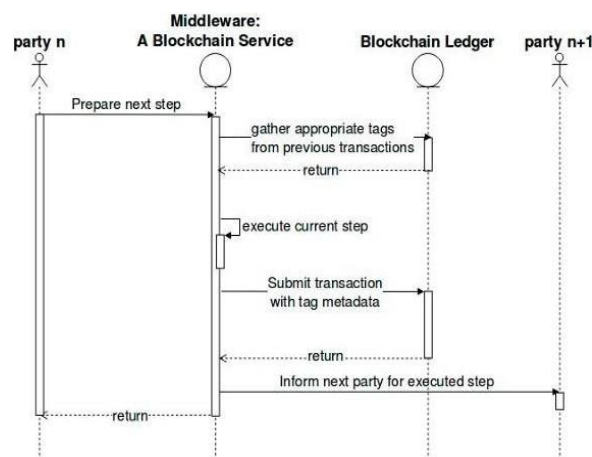 Middleware:
party n
A Blockchain Service
Blockchain Ledger
party n+1
Prepare next step
gather appropriate tags
from previous transactions
return
execute current step
Submit transaction
with tag metadata
return
Inform next party for executed step
return